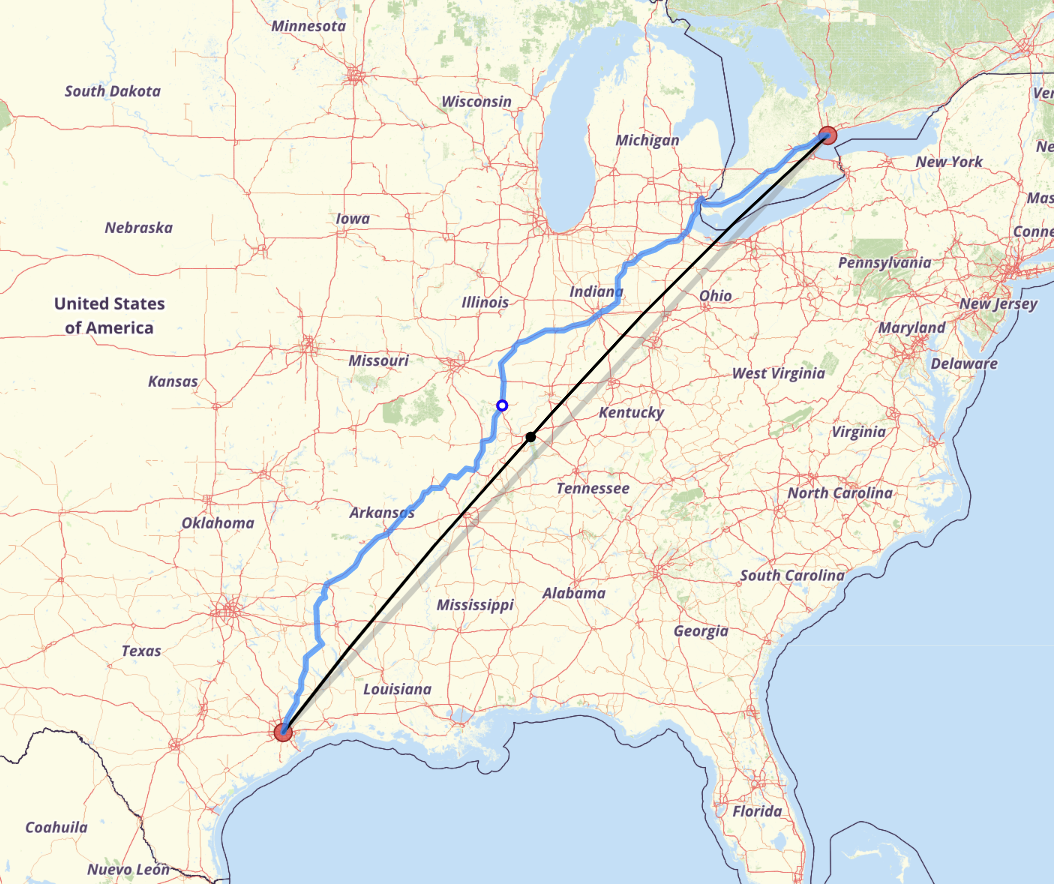 Minnesota
South Dakota
Wisconsin
Michigan
Ver
New York
Ne
Mas
Iowa
Nebraska
Conne
Pennsylvania
United States
of America
Illinois
Indiana
Ohio
New Jersey
Maryland
Missouri
Delaware
Kansas
West Virginia
Kentucky
Virginia
Tennessee
North Carolina
Arkansas
Oklahoma
South Carolina
Alabama
Mississippi
Georgia
Texas
Louisiana
Florida
Coahuila
Nuevo León